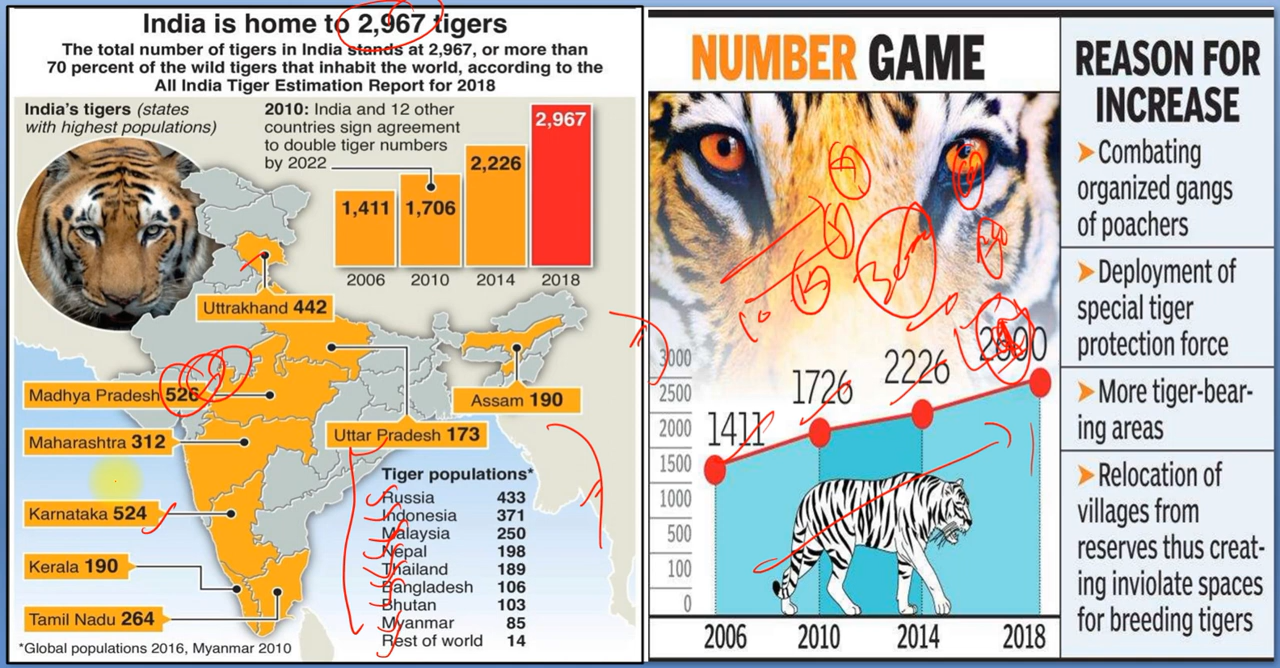 India is home to 2,967 tigers
The total number of tigers in India stands at 2,967, or more than
70 percent of the wild tigers that inhabit the world, according to the
All India Tiger Estimation Report for 2018
India's tigers (states
with highest populations)
2010: India and 12 other
countries sign agreement
to double tiger numbers
by 2022
1,411
1,706
2,226
2,967
2006
2010
2014
2018
Uttrakhand 442
Madhya Pradesh 526
Maharashtra 312
Karnataka 524
Kerala 190
Tamil Nadu 264
Assam 190
Uttar Pradesh 173
Tiger populations*
Russia 433
Indonesia 371
Malaysia 250
Nepal 198
Thailand 189
Bangladesh 106
Bhutan 103
Myanmar 85
Rest of world 14
*Global populations 2016, Myanmar 2010
NUMBER GAME
3000
2500
2000
1500
1000
500
100
0
1411
1726
2226
2006
2010
2014
2018
REASON FOR
INCREASE
➤Combating
organized gangs
of poachers
➤Deployment of
special tiger
protection force
➤More tiger-bear-
ing areas
➤Relocation of
villages from
reserves thus creat-
ing inviolate spaces
for breeding tigers